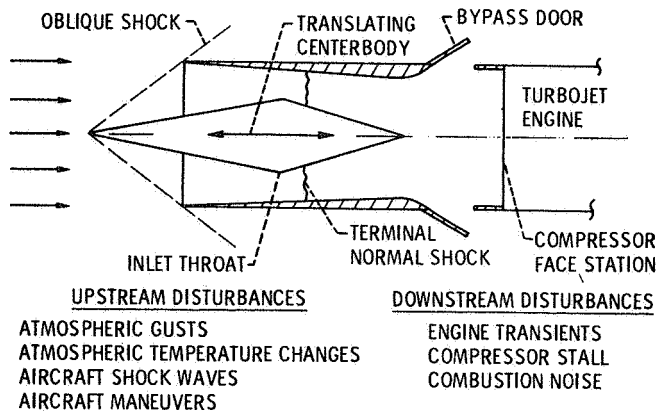 OBLIQUE SHOCK
TRANSLATING
CENTERBODY
BYPASS DOOR
TURBOJET
ENGINE
INLET THROAT
TERMINAL
NORMAL SHOCK
COMPRESSOR
FACE STATION
UPSTREAM DISTURBANCES
ATMOSPHERIC GUSTS
ATMOSPHERIC TEMPERATURE CHANGES
AIRCRAFT SHOCK WAVES
AIRCRAFT MANEUVERS
DOWNSTREAM DISTURBANCES
ENGINE TRANSIENTS
COMPRESSOR STALL
COMBUSTION NOISE